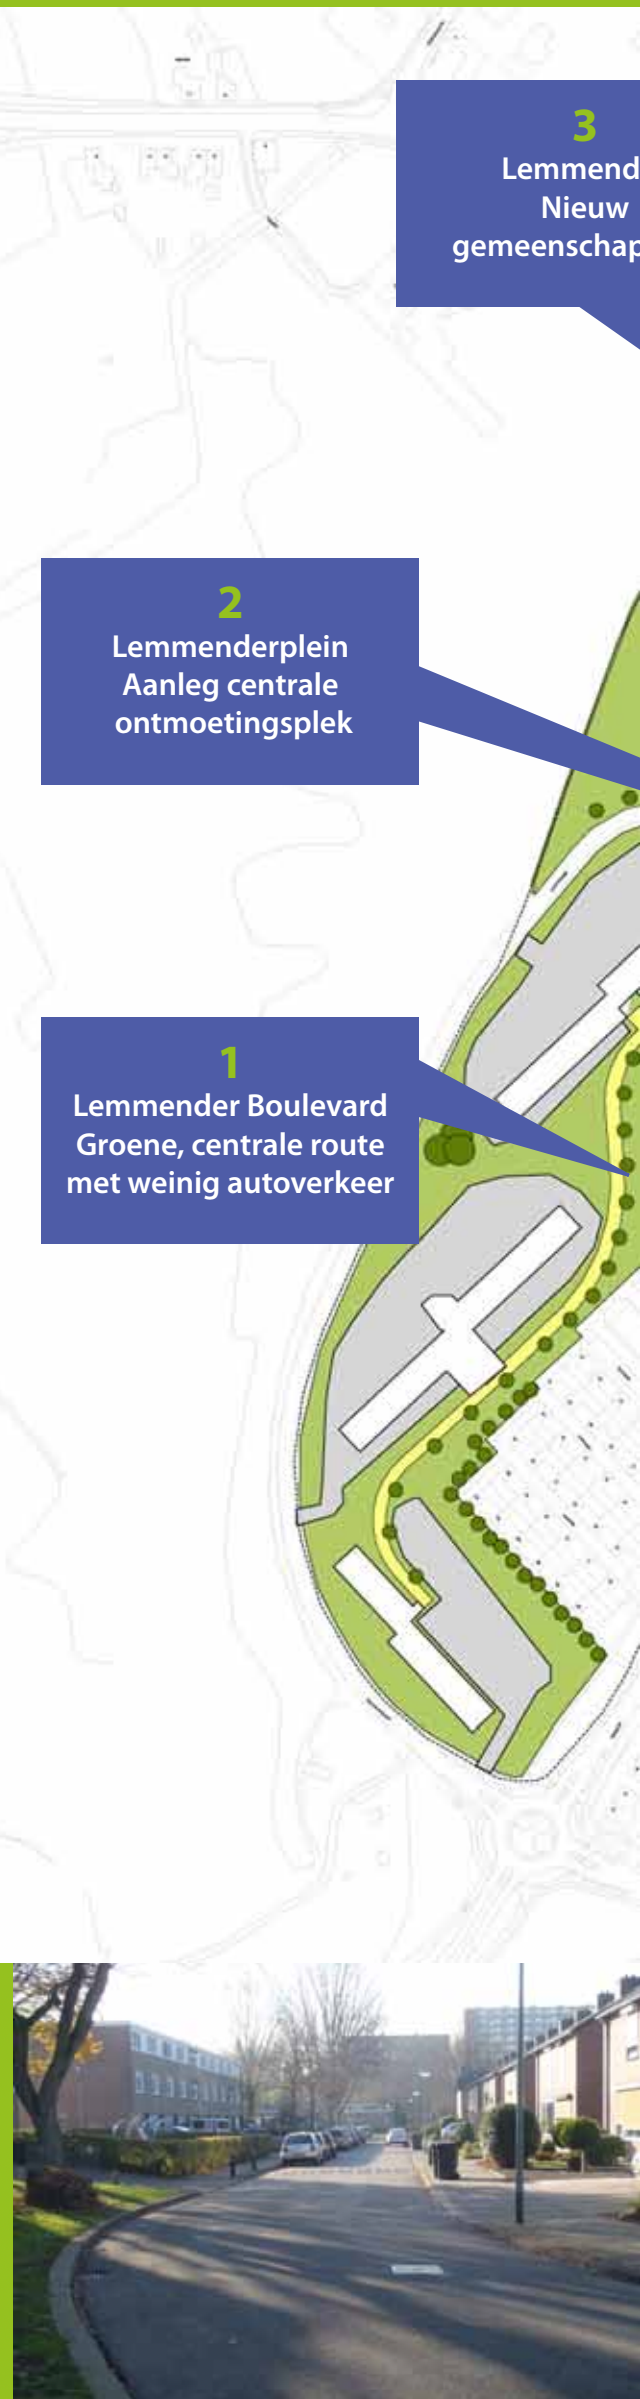 3
Lemmend
Nieuw
gemeenschap
2
Lemmenderplein
Aanleg centrale
ontmoetingsplek
1
Lemmender Boulevard
Groene, centrale route
met weinig autoverkeer